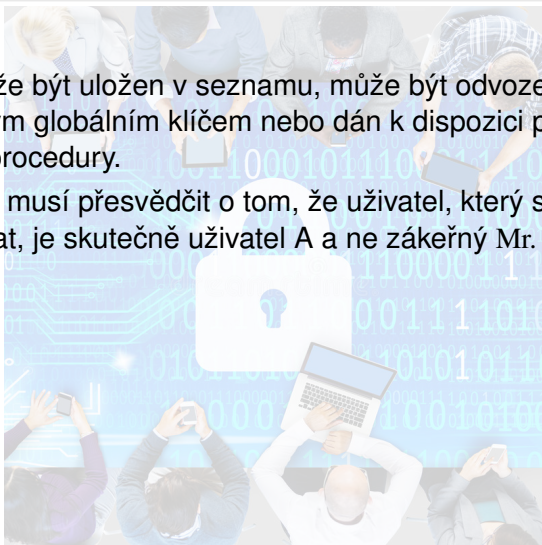 že být uložen v seznamu, může být odvoze
m globálním klíčem nebo dán k dispozici p
procedury.
musí přesvědčit o tom, že uživatel, který s
at, je skutečně uživatel A a ne zákeřný Mr.